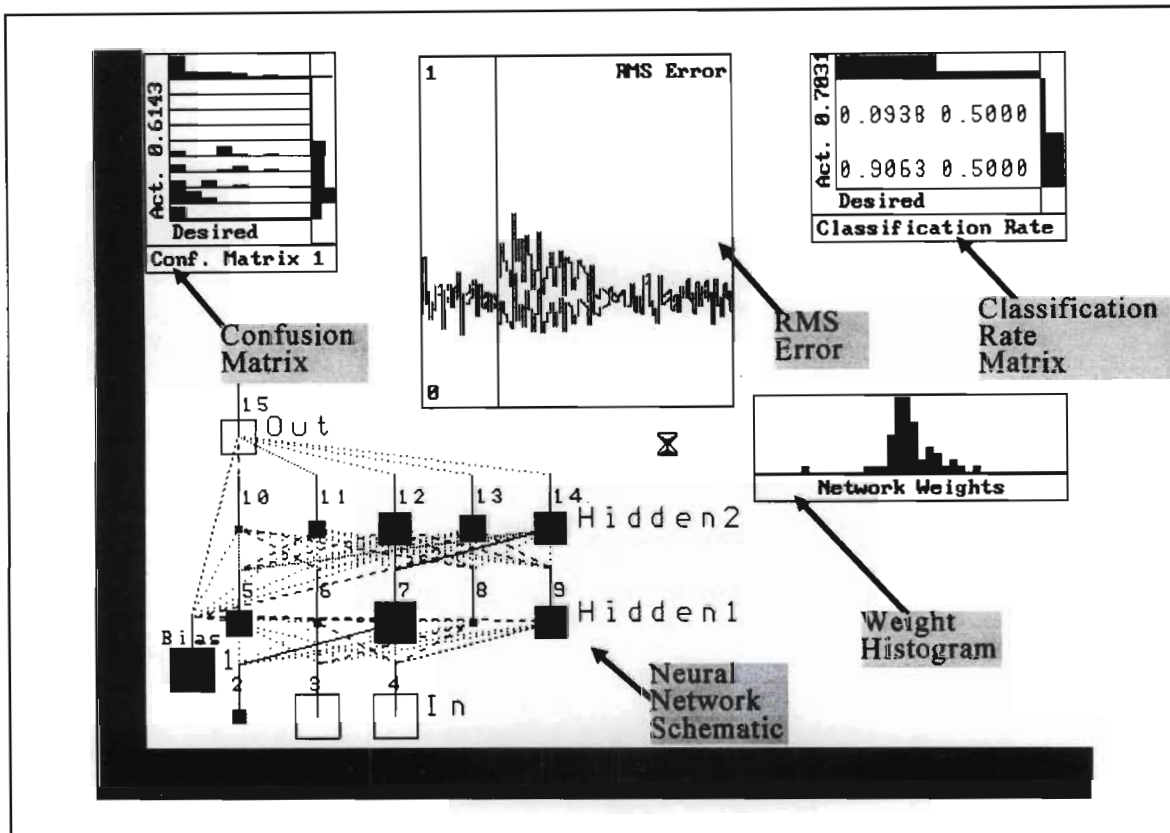 Act. 0.6143
Desired
Conf. Matrix 1
Confusion
Matrix
1
RMS Error
0
RMS
Error
Act. 0.7031
0.0938 0.5000
0.9063 0.5000
Desired
Classification Rate
Classification
Rate
Matrix
Network Weights
Weight
Histogram
15
Out
10 11 12 13 14
Hidden2
5 6 7 8 9
Hidden1
Bias
1
2 3 4
In
Neural
Network
Schematic